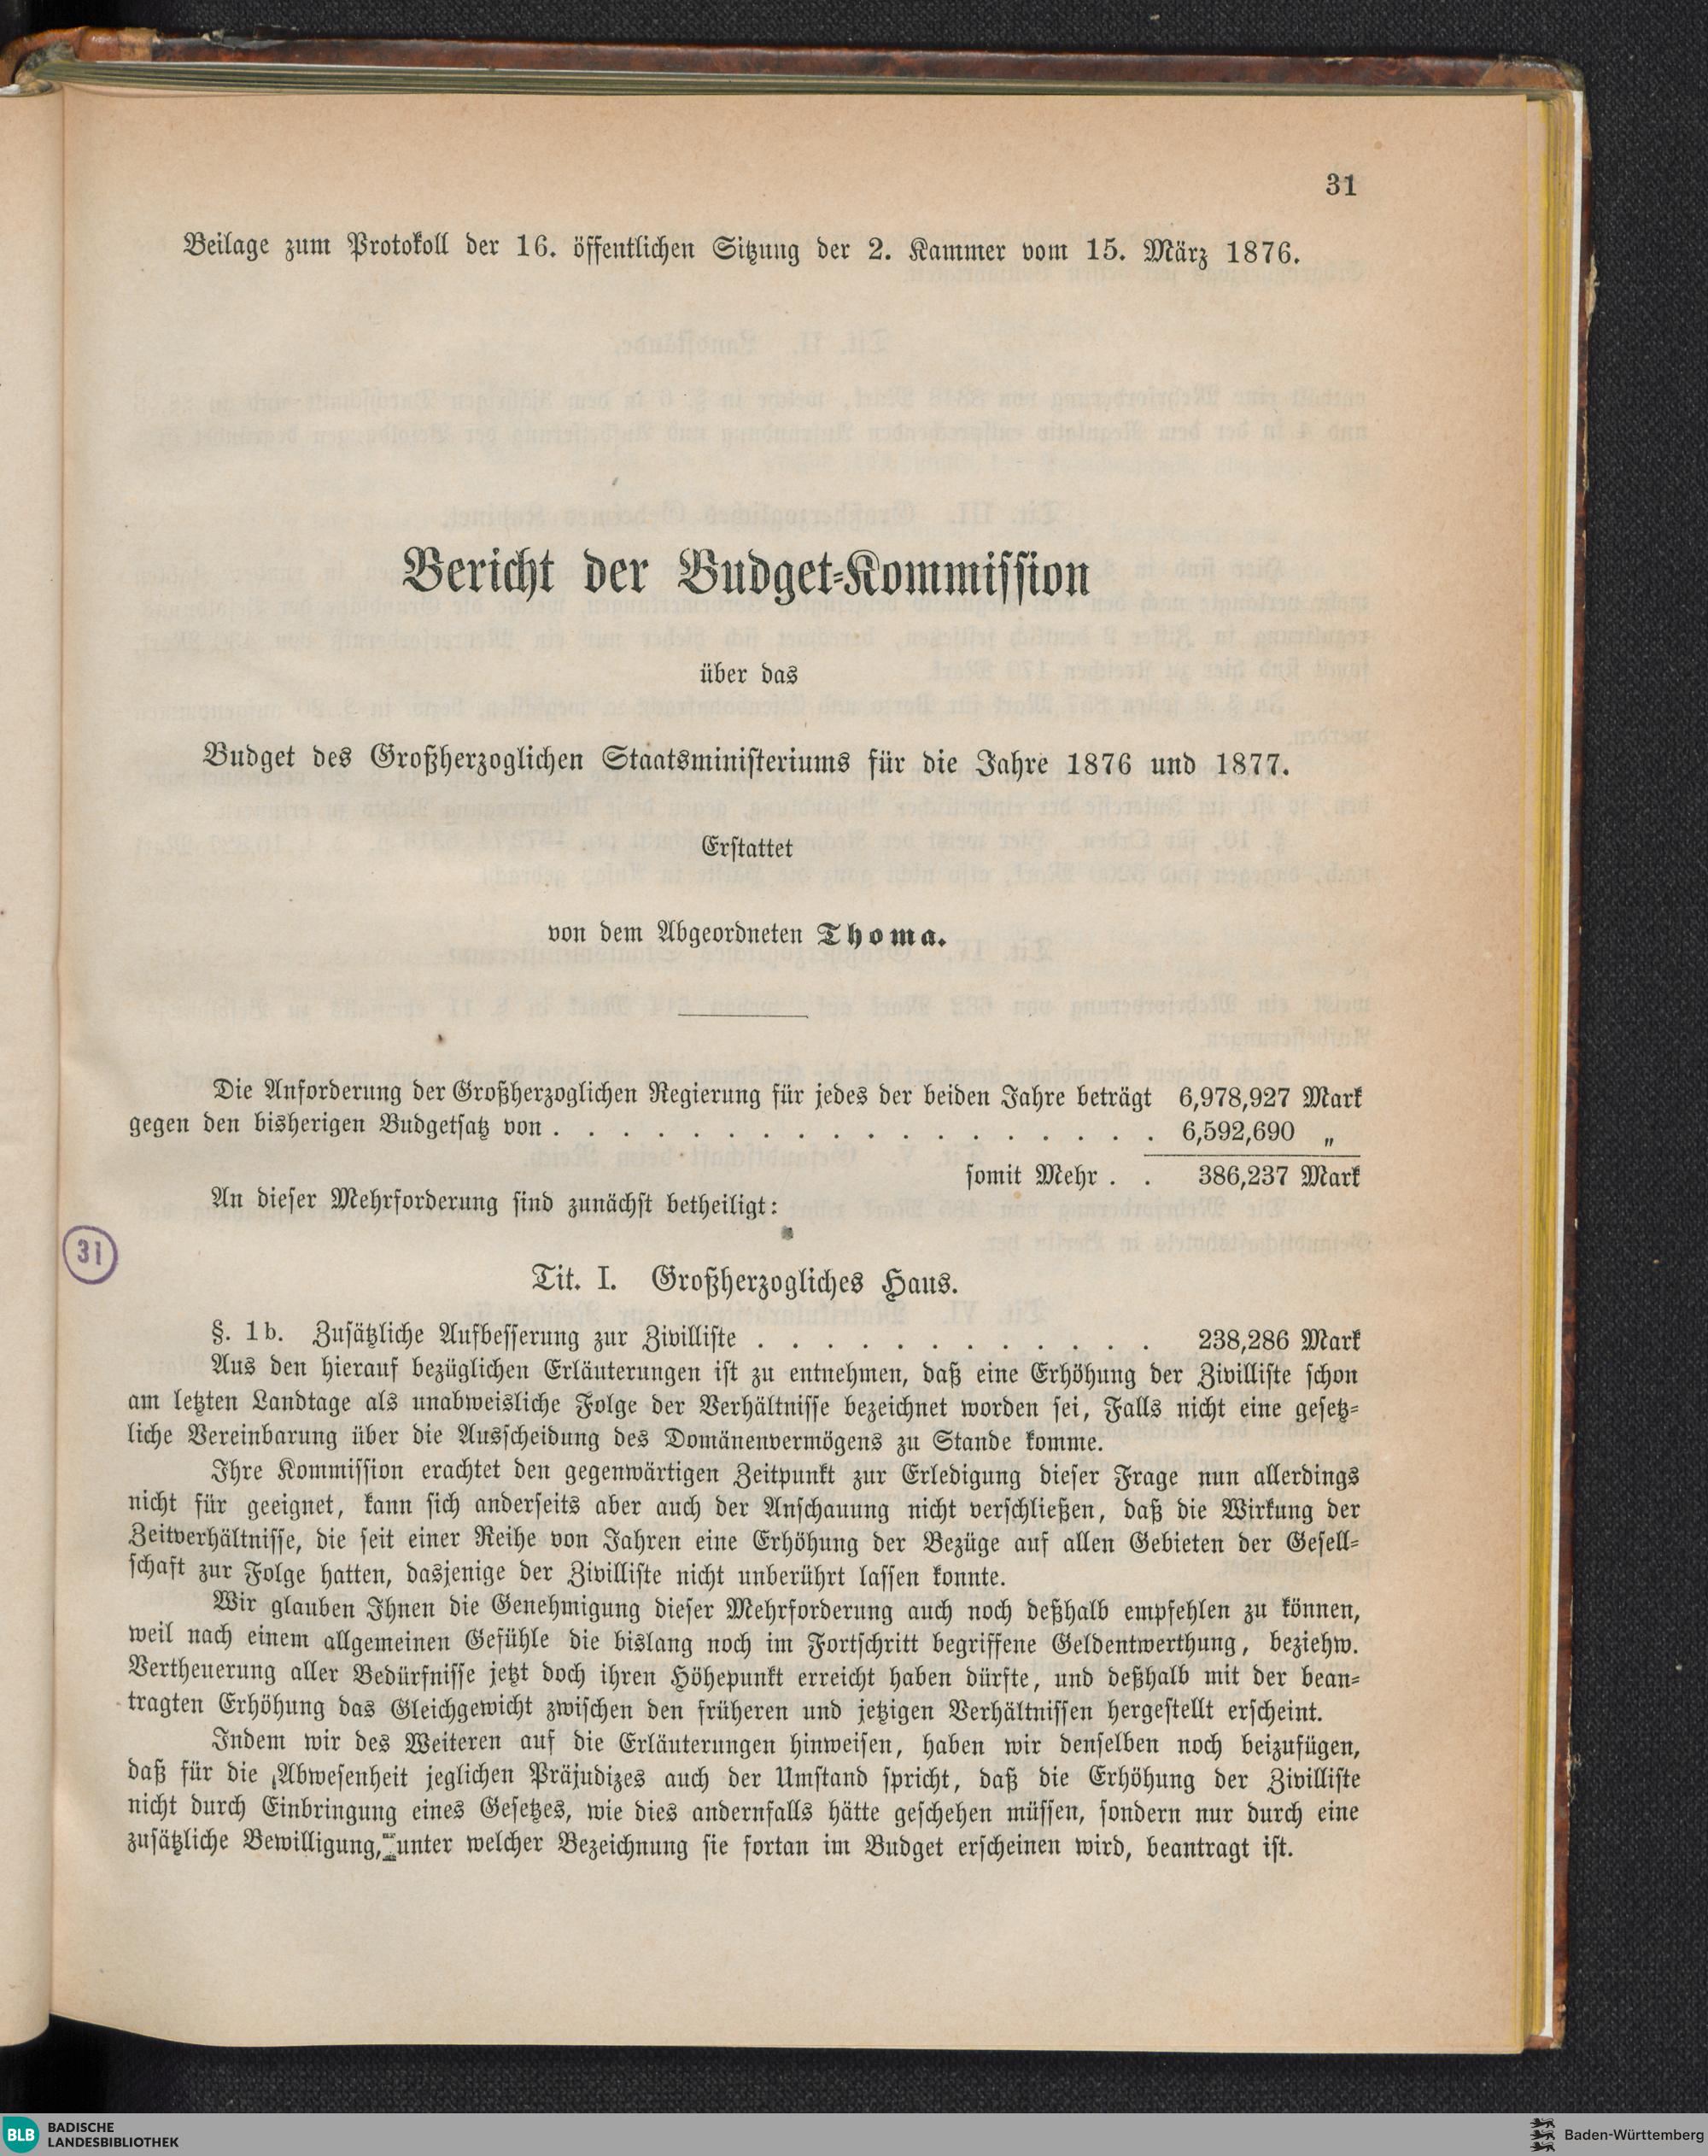 31
Beilage zum Protokoll der 16. öffentlichen Sitzung der 2. Kammer vom 15. März 1876.
Bericht der Budget-Kommission
über das
Budget des Großherzoglichen Staatsministeriums für die Jahre 1876 und 1877.
Erstattet
von dem Abgeordneten Thoma.
Die Anforderung der Großherzoglichen Regierung für jedes der beiden Jahre beträgt 6,978,927 Mark
gegen den bisherigen Budgetsatz von . . . . . . . . . . . . . . . . . . 6,592,690 „
somit Mehr . . 386,237 Mark
An dieser Mehrforderung sind zunächst betheiligt:
31
Tit. I. Großherzogliches Haus.
§. 1b. Zusätzliche Aufbesserung zur Zivilliste . . . . . . . . . . . . 238,286 Mark
Aus den hierauf bezüglichen Erläuterungen ist zu entnehmen, daß eine Erhöhung der Zivilliste schon
am letzten Landtage als unabweisliche Folge der Verhältnisse bezeichnet worden sei, Falls nicht eine gesetz-
liche Vereinbarung über die Ausscheidung des Domänenvermögens zu Stande komme.
Ihre Kommission erachtet den gegenwärtigen Zeitpunkt zur Erledigung dieser Frage nun allerdings
nicht für geeignet, kann sich anderseits aber auch der Anschauung nicht verschließen, daß die Wirkung der
Zeitverhältnisse, die seit einer Reihe von Jahren eine Erhöhung der Bezüge auf allen Gebieten der Gesell-
schaft zur Folge hatten, dasjenige der Zivilliste nicht unberührt lassen konnte.
Wir glauben Ihnen die Genehmigung dieser Mehrforderung auch noch deßhalb empfehlen zu können,
weil nach einem allgemeinen Gefühle die bislang noch im Fortschritt begriffene Geldentwerthung, beziehw.
Vertheuerung aller Bedürfnisse jetzt doch ihren Höhepunkt erreicht haben dürfte, und deßhalb mit der bean-
tragten Erhöhung das Gleichgewicht zwischen den früheren und jetzigen Verhältnissen hergestellt erscheint.
Indem wir des Weiteren auf die Erläuterungen hinweisen, haben wir denselben noch beizufügen,
daß für die Abwesenheit jeglichen Präjudizes auch der Umstand spricht, daß die Erhöhung der Zivilliste
nicht durch Einbringung eines Gesetzes, wie dies andernfalls hätte geschehen müssen, sondern nur durch eine
zusätzliche Bewilligung, unter welcher Bezeichnung sie fortan im Budget erscheinen wird, beantragt ist.
BLB BADISCHE
LANDESBIBLIOTHEK
Baden-Württemberg